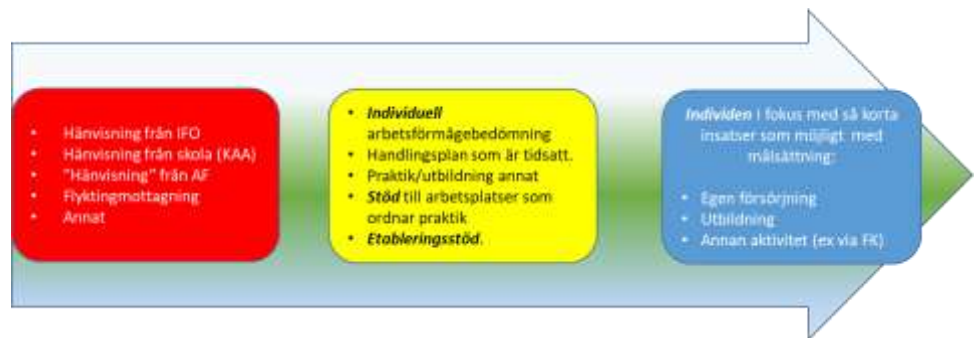 • Hänvisning från IFO
• Hänvisning från skola (KAA)
• "Hänvisning" från AF
• Flyktingmottagning
• Annat
• Individuell
arbetsförmågebedömning
• Handlingsplan som är tidsatt.
• Praktik/utbildning annat
• Stöd till arbetsplatser som
ordnar praktik
• Etableringsstöd.
Individen i fokus med så korta
insatser som möjligt med
målsättning:
• Egen försörjning
• Utbildning
• Annan aktivitet (ex via FK)